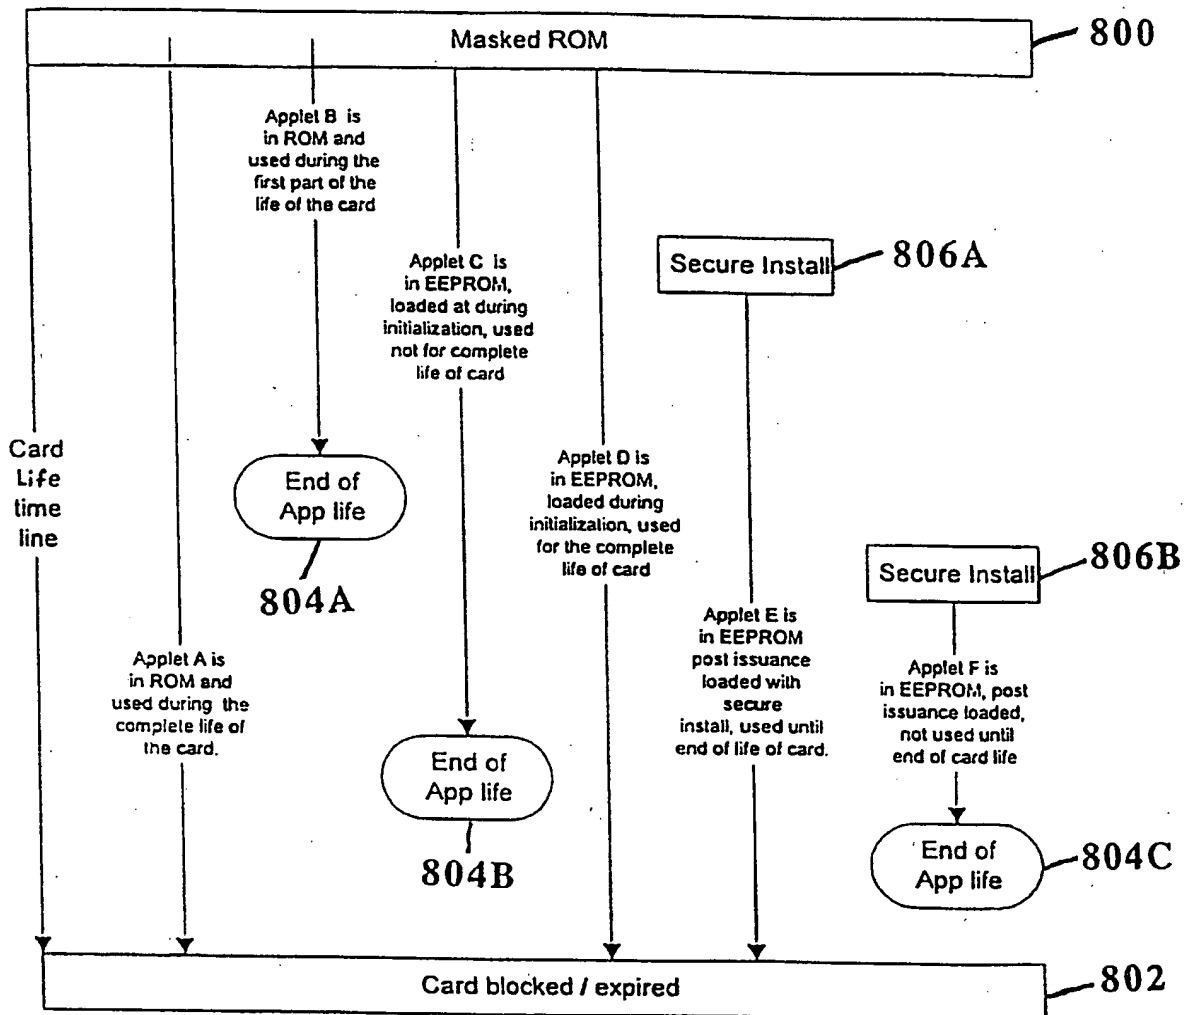 Masked ROM
800
Applet B is
in ROM and
used during the
first part of the
life of the card
Applet C is
in EEPROM,
loaded at during
initialization, used
not for complete
life of card
Secure Install
806A
Card
Life
time
line
End of
App life
804A
Applet D is
in EEPROM,
loaded during
initialization, used
for the complete
life of card
Secure Install
806B
Applet A is
in ROM and
used during the
complete life of
the card.
Applet E is
in EEPROM
post issuance
loaded with
secure
install, used until
end of life of card.
Applet F is
in EEPROM, post
issuance loaded,
not used until
end of card life
End of
App life
804B
End of
App life
804C
Card blocked / expired
802